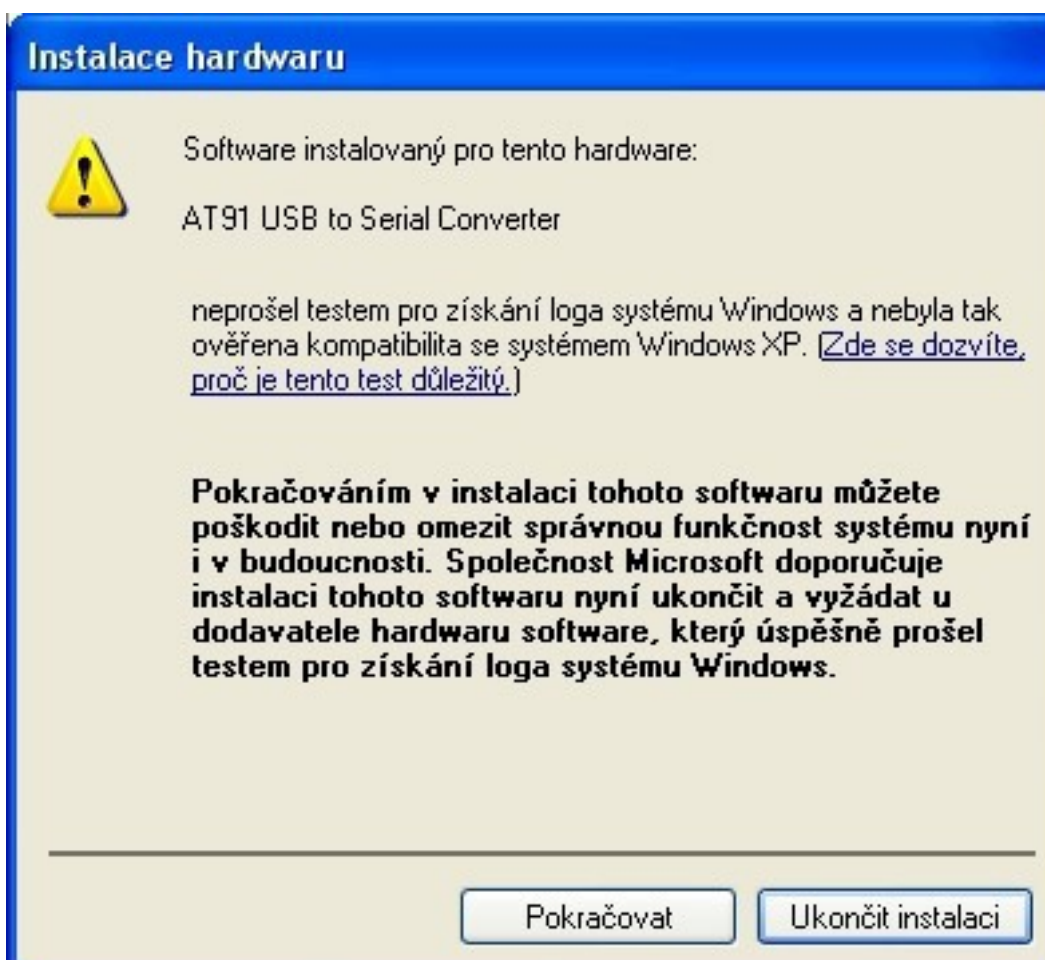 Instalace hardwaru
Software instalovaný pro tento hardware:
AT91 USB to Serial Converter
neprošel testem pro získání loga systému Windows a nebyla tak
ověřena kompatibilita se systémem Windows XP. (Zde se dozvíte,
proč je tento test důležitý.)
Pokračováním v instalaci tohoto softwaru můžete
poškodit nebo omezit správnou funkčnost systému nyní
i v budoucnosti. Společnost Microsoft doporučuje
instalaci tohoto softwaru nyní ukončit a vyžádat u
dodavatele hardwaru software, který úspěšně prošel
testem pro získání loga systému Windows.
Pokračovat
Ukončit instalaci